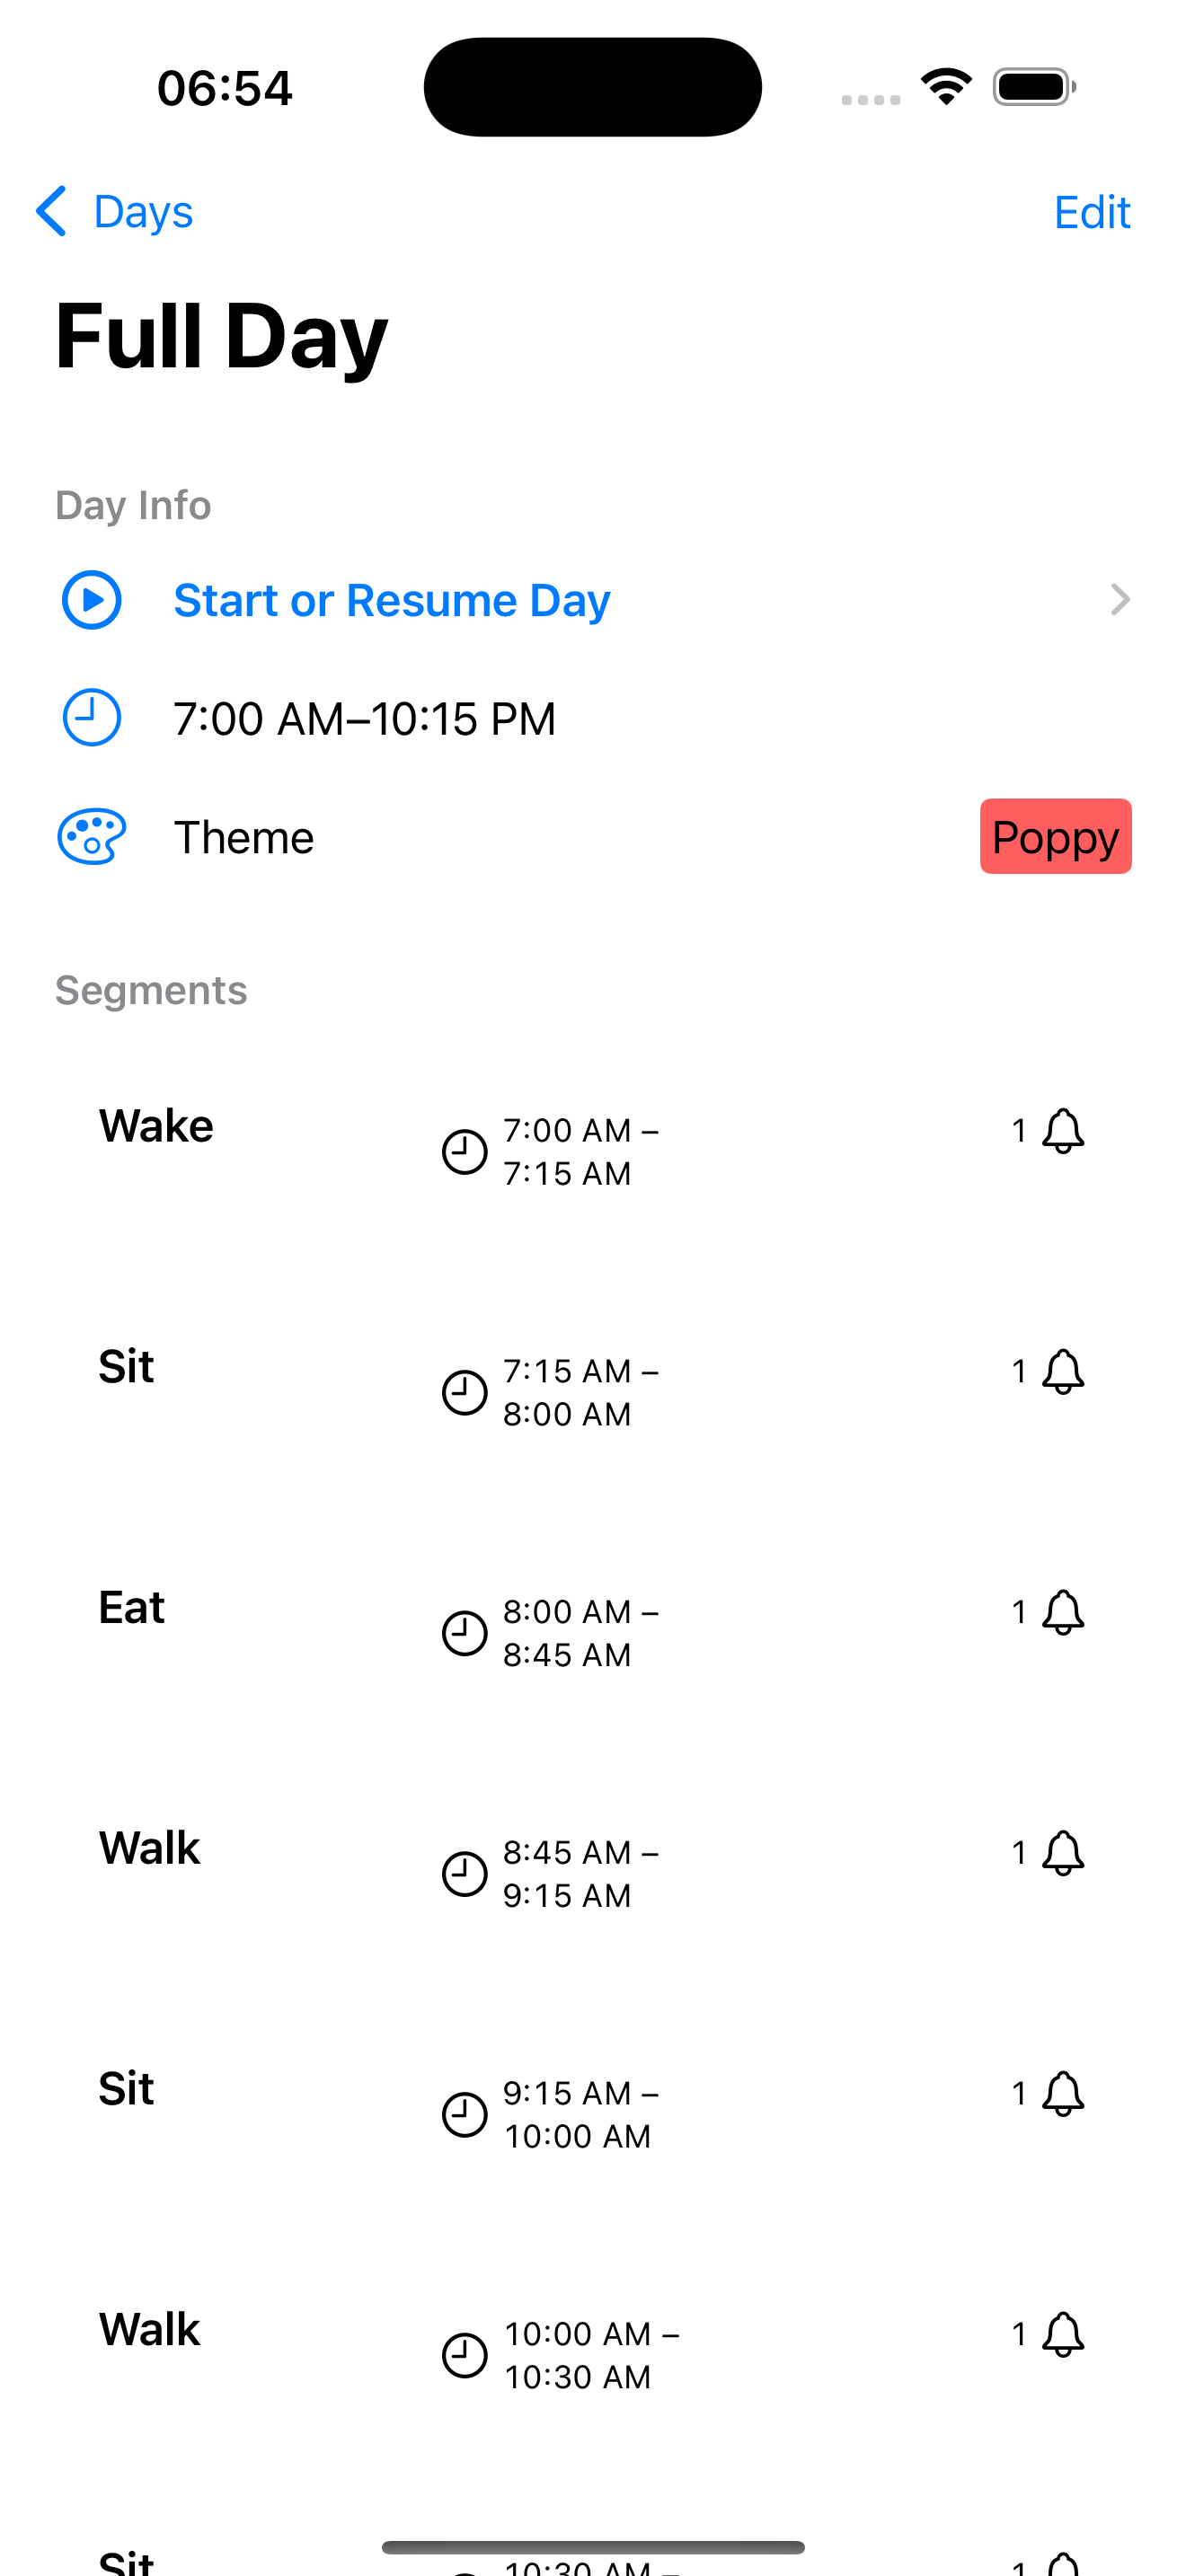 06:54
Days
Edit
Full Day
Day Info
Start or Resume Day
7:00 AM–10:15 PM
Theme
Poppy
Segments
Wake
7:00 AM –
7:15 AM
1
Sit
7:15 AM –
8:00 AM
1
Eat
8:00 AM –
8:45 AM
1
Walk
8:45 AM –
9:15 AM
1
Sit
9:15 AM –
10:00 AM
1
Walk
10:00 AM –
10:30 AM
1
Sit
10:30 AM –
1